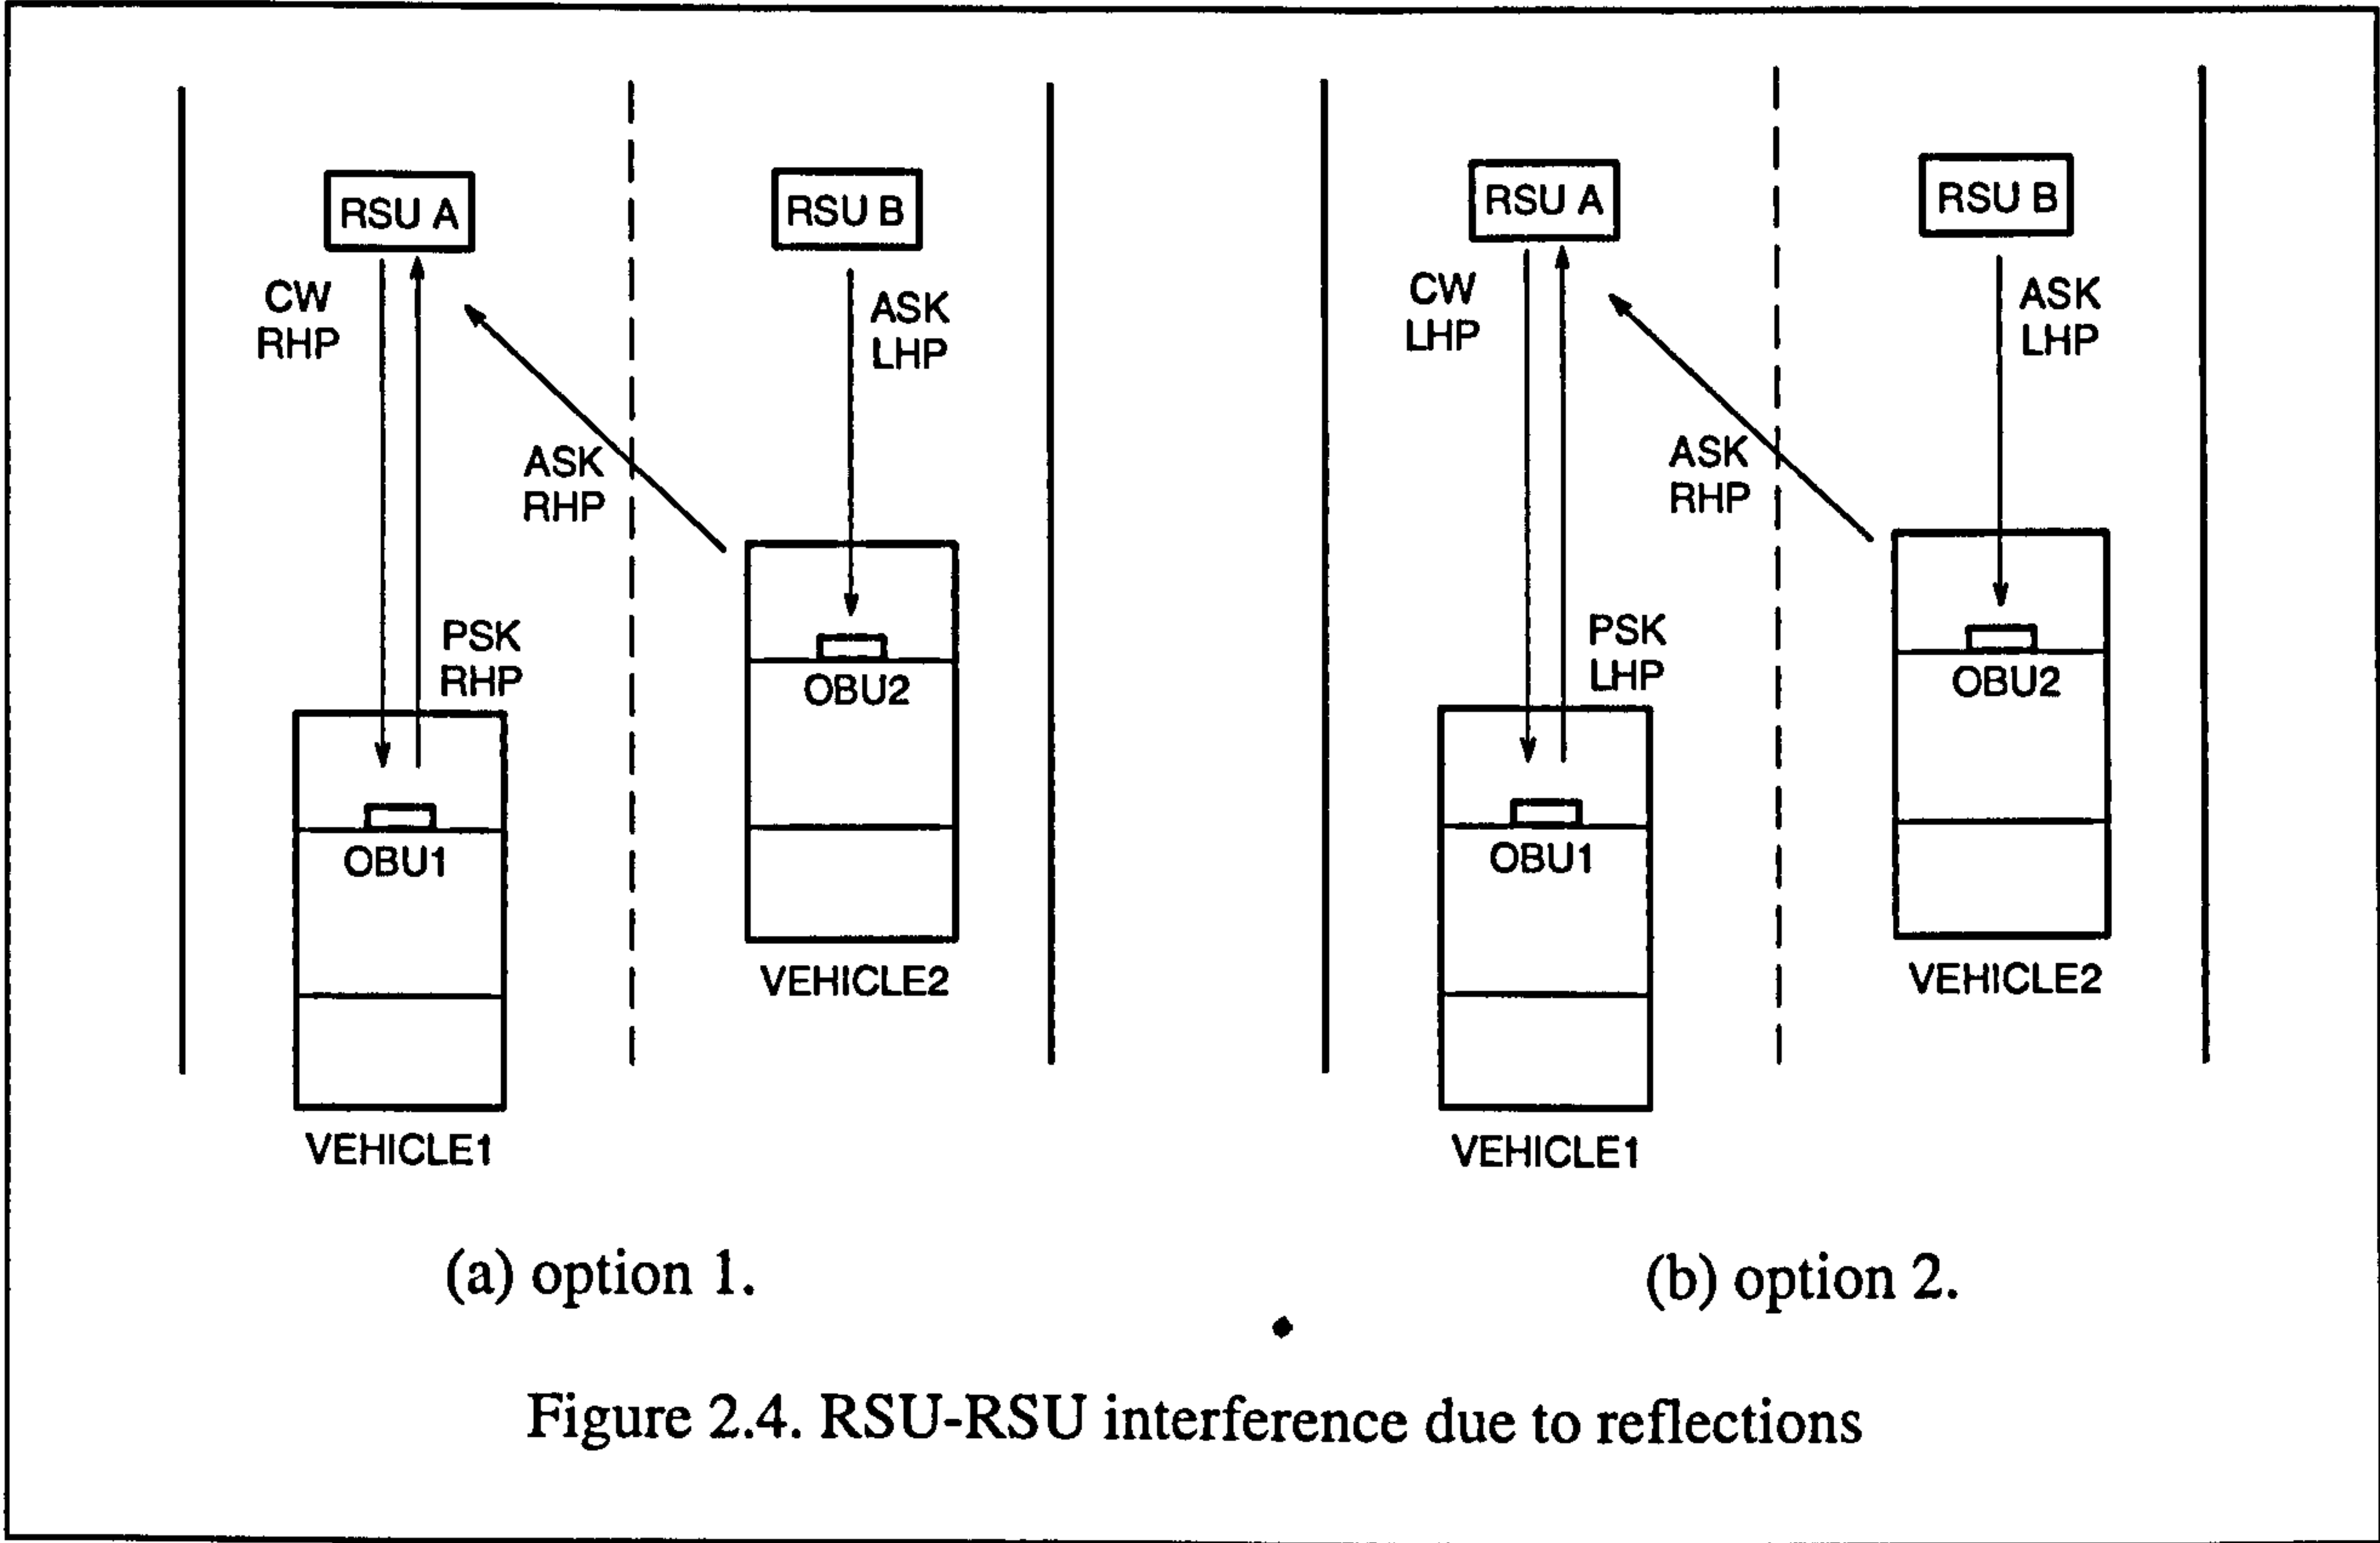 RSU A
RSU B
CW
RHP
ASK
LHP
ASK
RHP
PSK
RHP
OBU2
OBU1
VEHICLE2
VEHICLE1
(a) option 1.
RSU A
RSU B
CW
LHP
ASK
LHP
ASK
RHP
PSK
LHP
OBU2
OBU1
VEHICLE2
VEHICLE1
(b) option 2.
Figure 2.4. RSU-RSU interference due to reflections